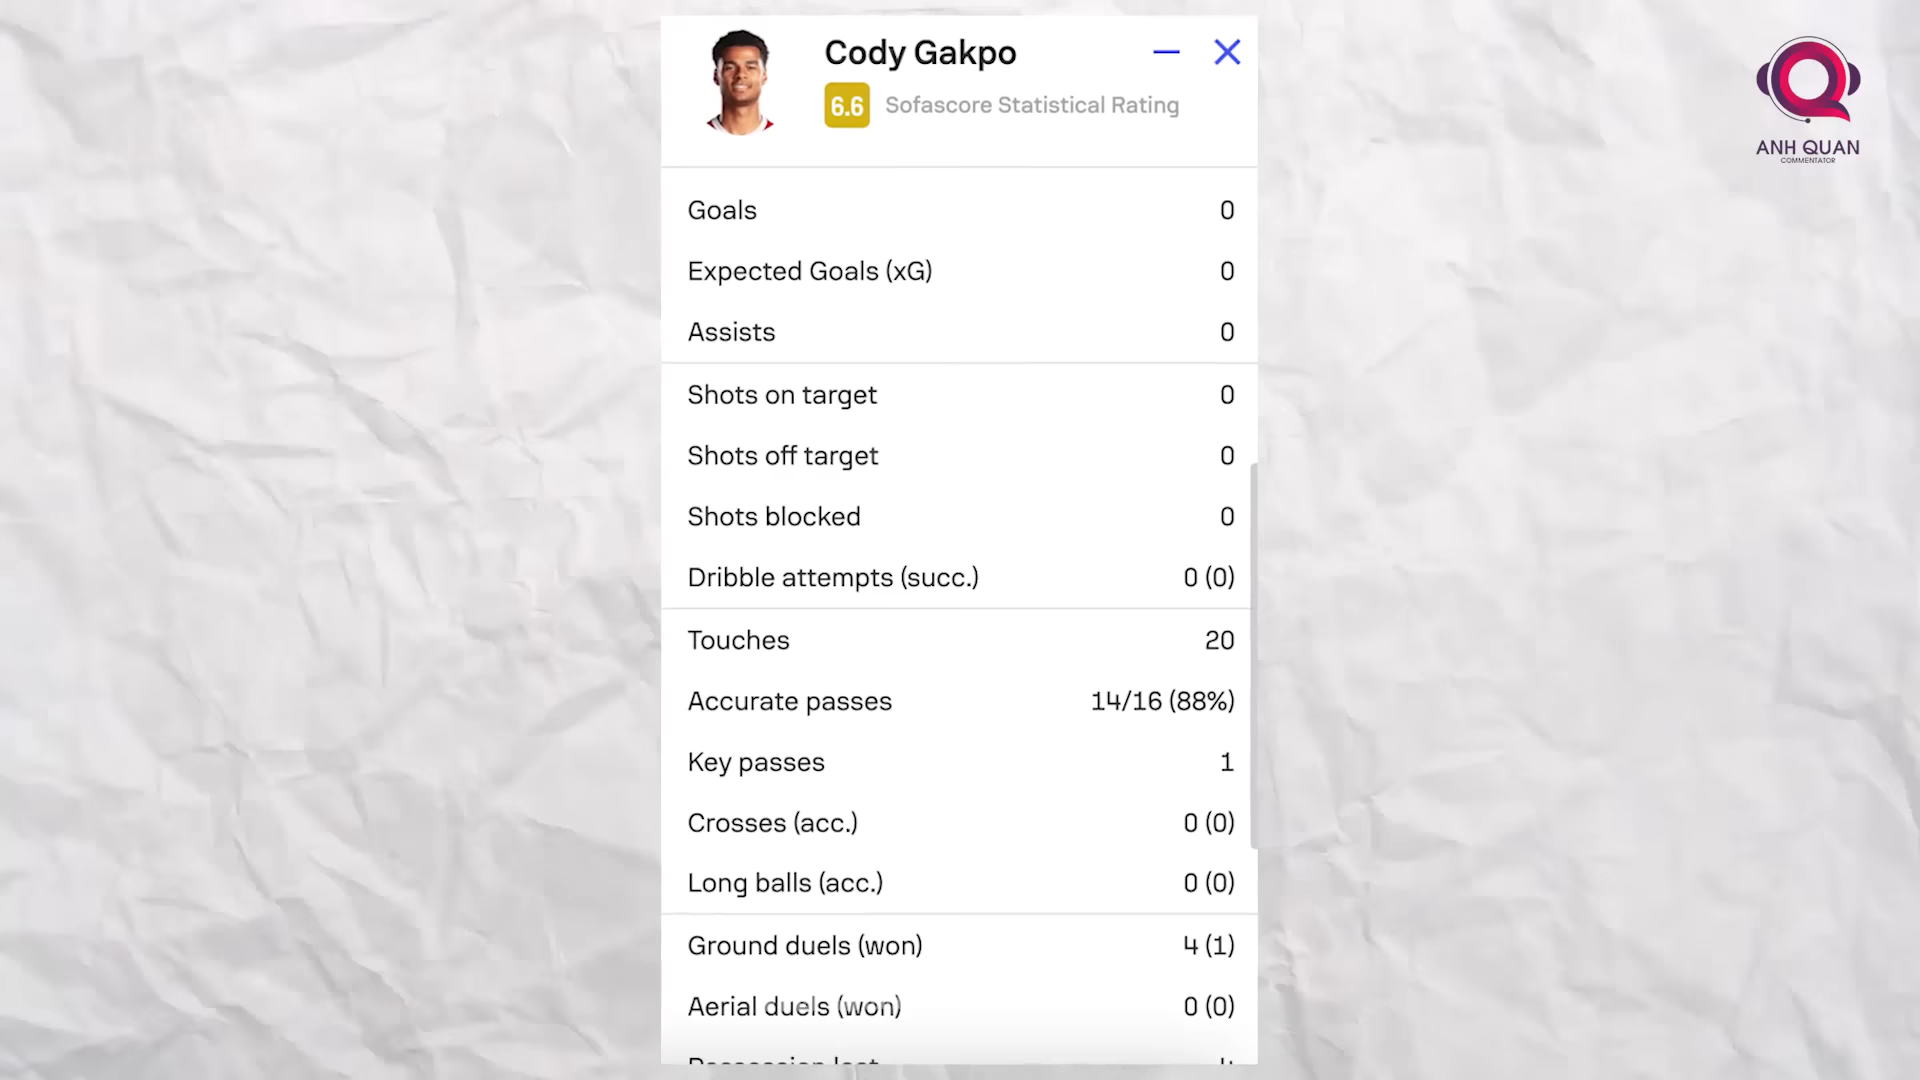 Cody Gakpo
6.6 Sofascore Statistical Rating
ANH QUAN
COMMENTATOR
Goals 0
Expected Goals (xG) 0
Assists 0
Shots on target 0
Shots off target 0
Shots blocked 0
Dribble attempts (succ.) 0 (0)
Touches 20
Accurate passes 14/16 (88%)
Key passes 1
Crosses (acc.) 0 (0)
Long balls (acc.) 0 (0)
Ground duels (won) 4 (1)
Aerial duels (won) 0 (0)